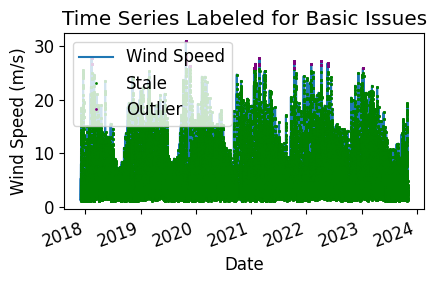 Time Series Labeled for Basic Issues
Wind Speed (m/s)
30
20
10
0
Wind Speed
Stale
Outlier
2018
2019
2020
2021
2022
2023
2024
Date